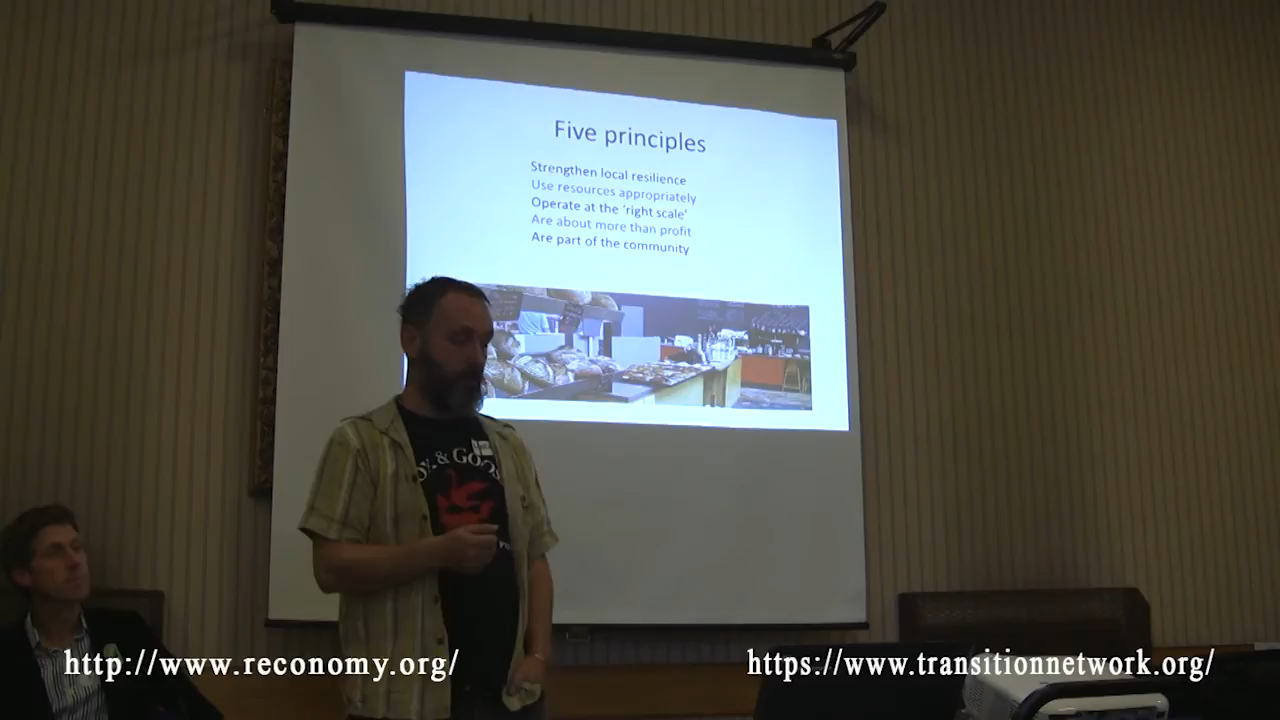 Five principles
Strengthen local resilience
Use resources appropriately
Operate at the 'right scale'
Are about more than profit
Are part of the community
& GOOS
http://www.reconomy.org/
https://www.transitionnetwork.org/